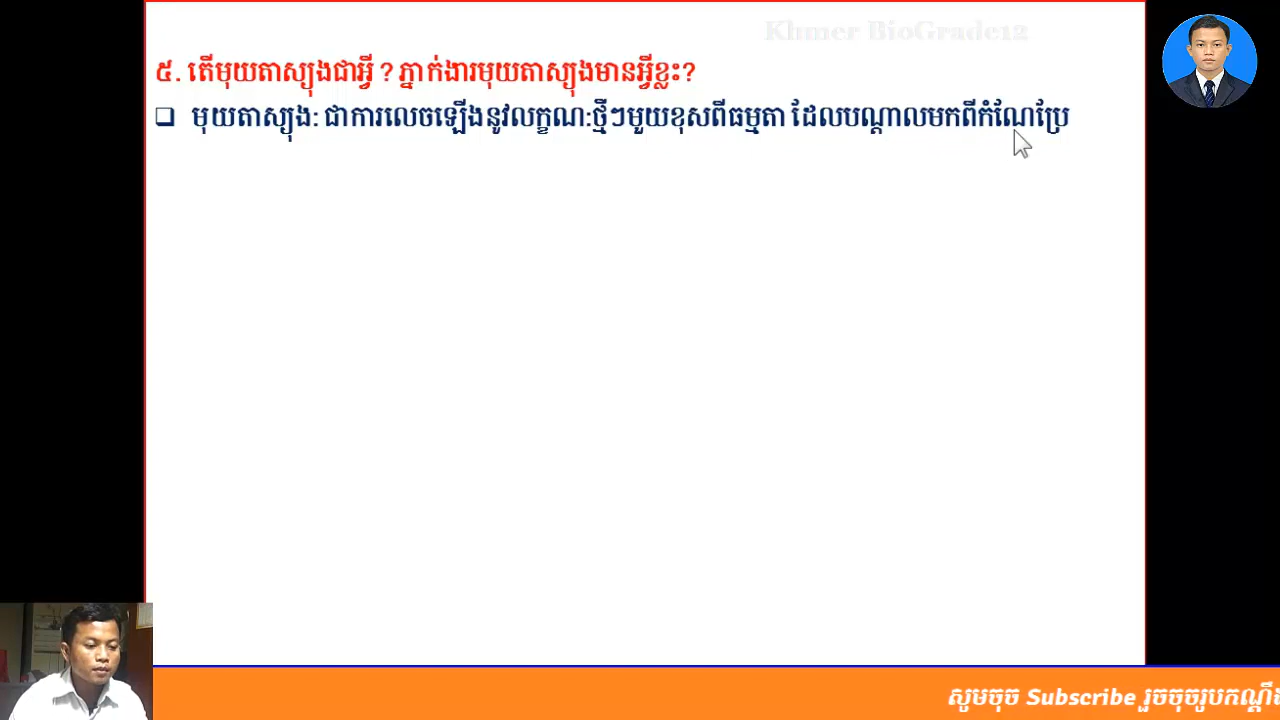 Khmer BioGrade12
៥. តើមុយតាស្យុងជាអ្វី ? ភ្នាក់ងារមុយតាស្យុងមានអ្វីខ្លះ?
មុយតាស្យុង: ជាការលេចឡើងនូវលក្ខណ:ថ្មីៗមួយខុសពីធម្មតា ដែលបណ្តាលមកពីកំណែប្រែ
សូមចុច Subscribe រួចចុចរូបកណ្តឹង